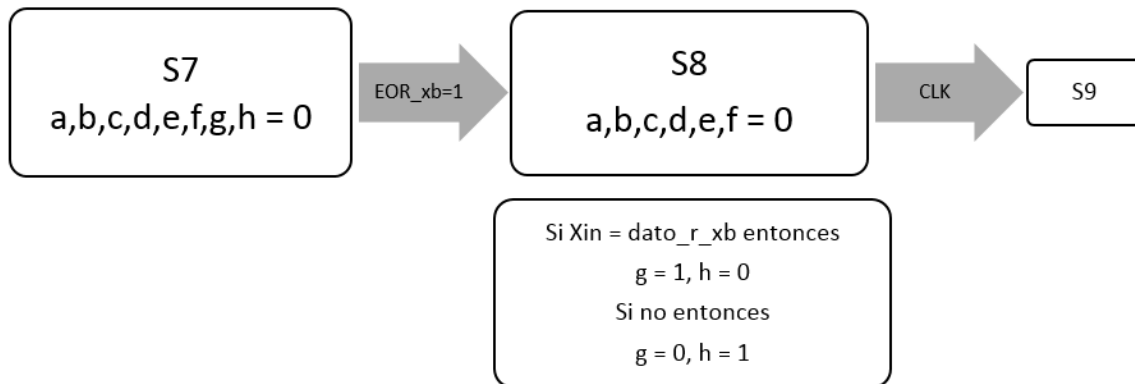 S7
a,b,c,d,e,f,g,h = 0
EOR_xb=1
S8
a,b,c,d,e,f = 0
CLK
S9
Si Xin = dato_r_xb entonces
g = 1, h = 0
Si no entonces
g = 0, h = 1